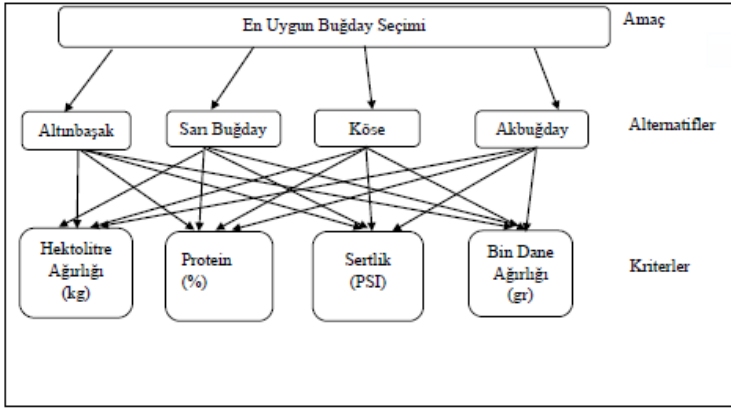 En Uygun Buğday Seçimi
Amaç
Altınbaşak
Sarı Buğday
Köse
Akbuğday
Alternatifler
Hektolitre
Ağırlığı
(kg)
Protein
(%)
Sertlik
(PSI)
Bin Dane
Ağırlığı
(gr)
Kriterler